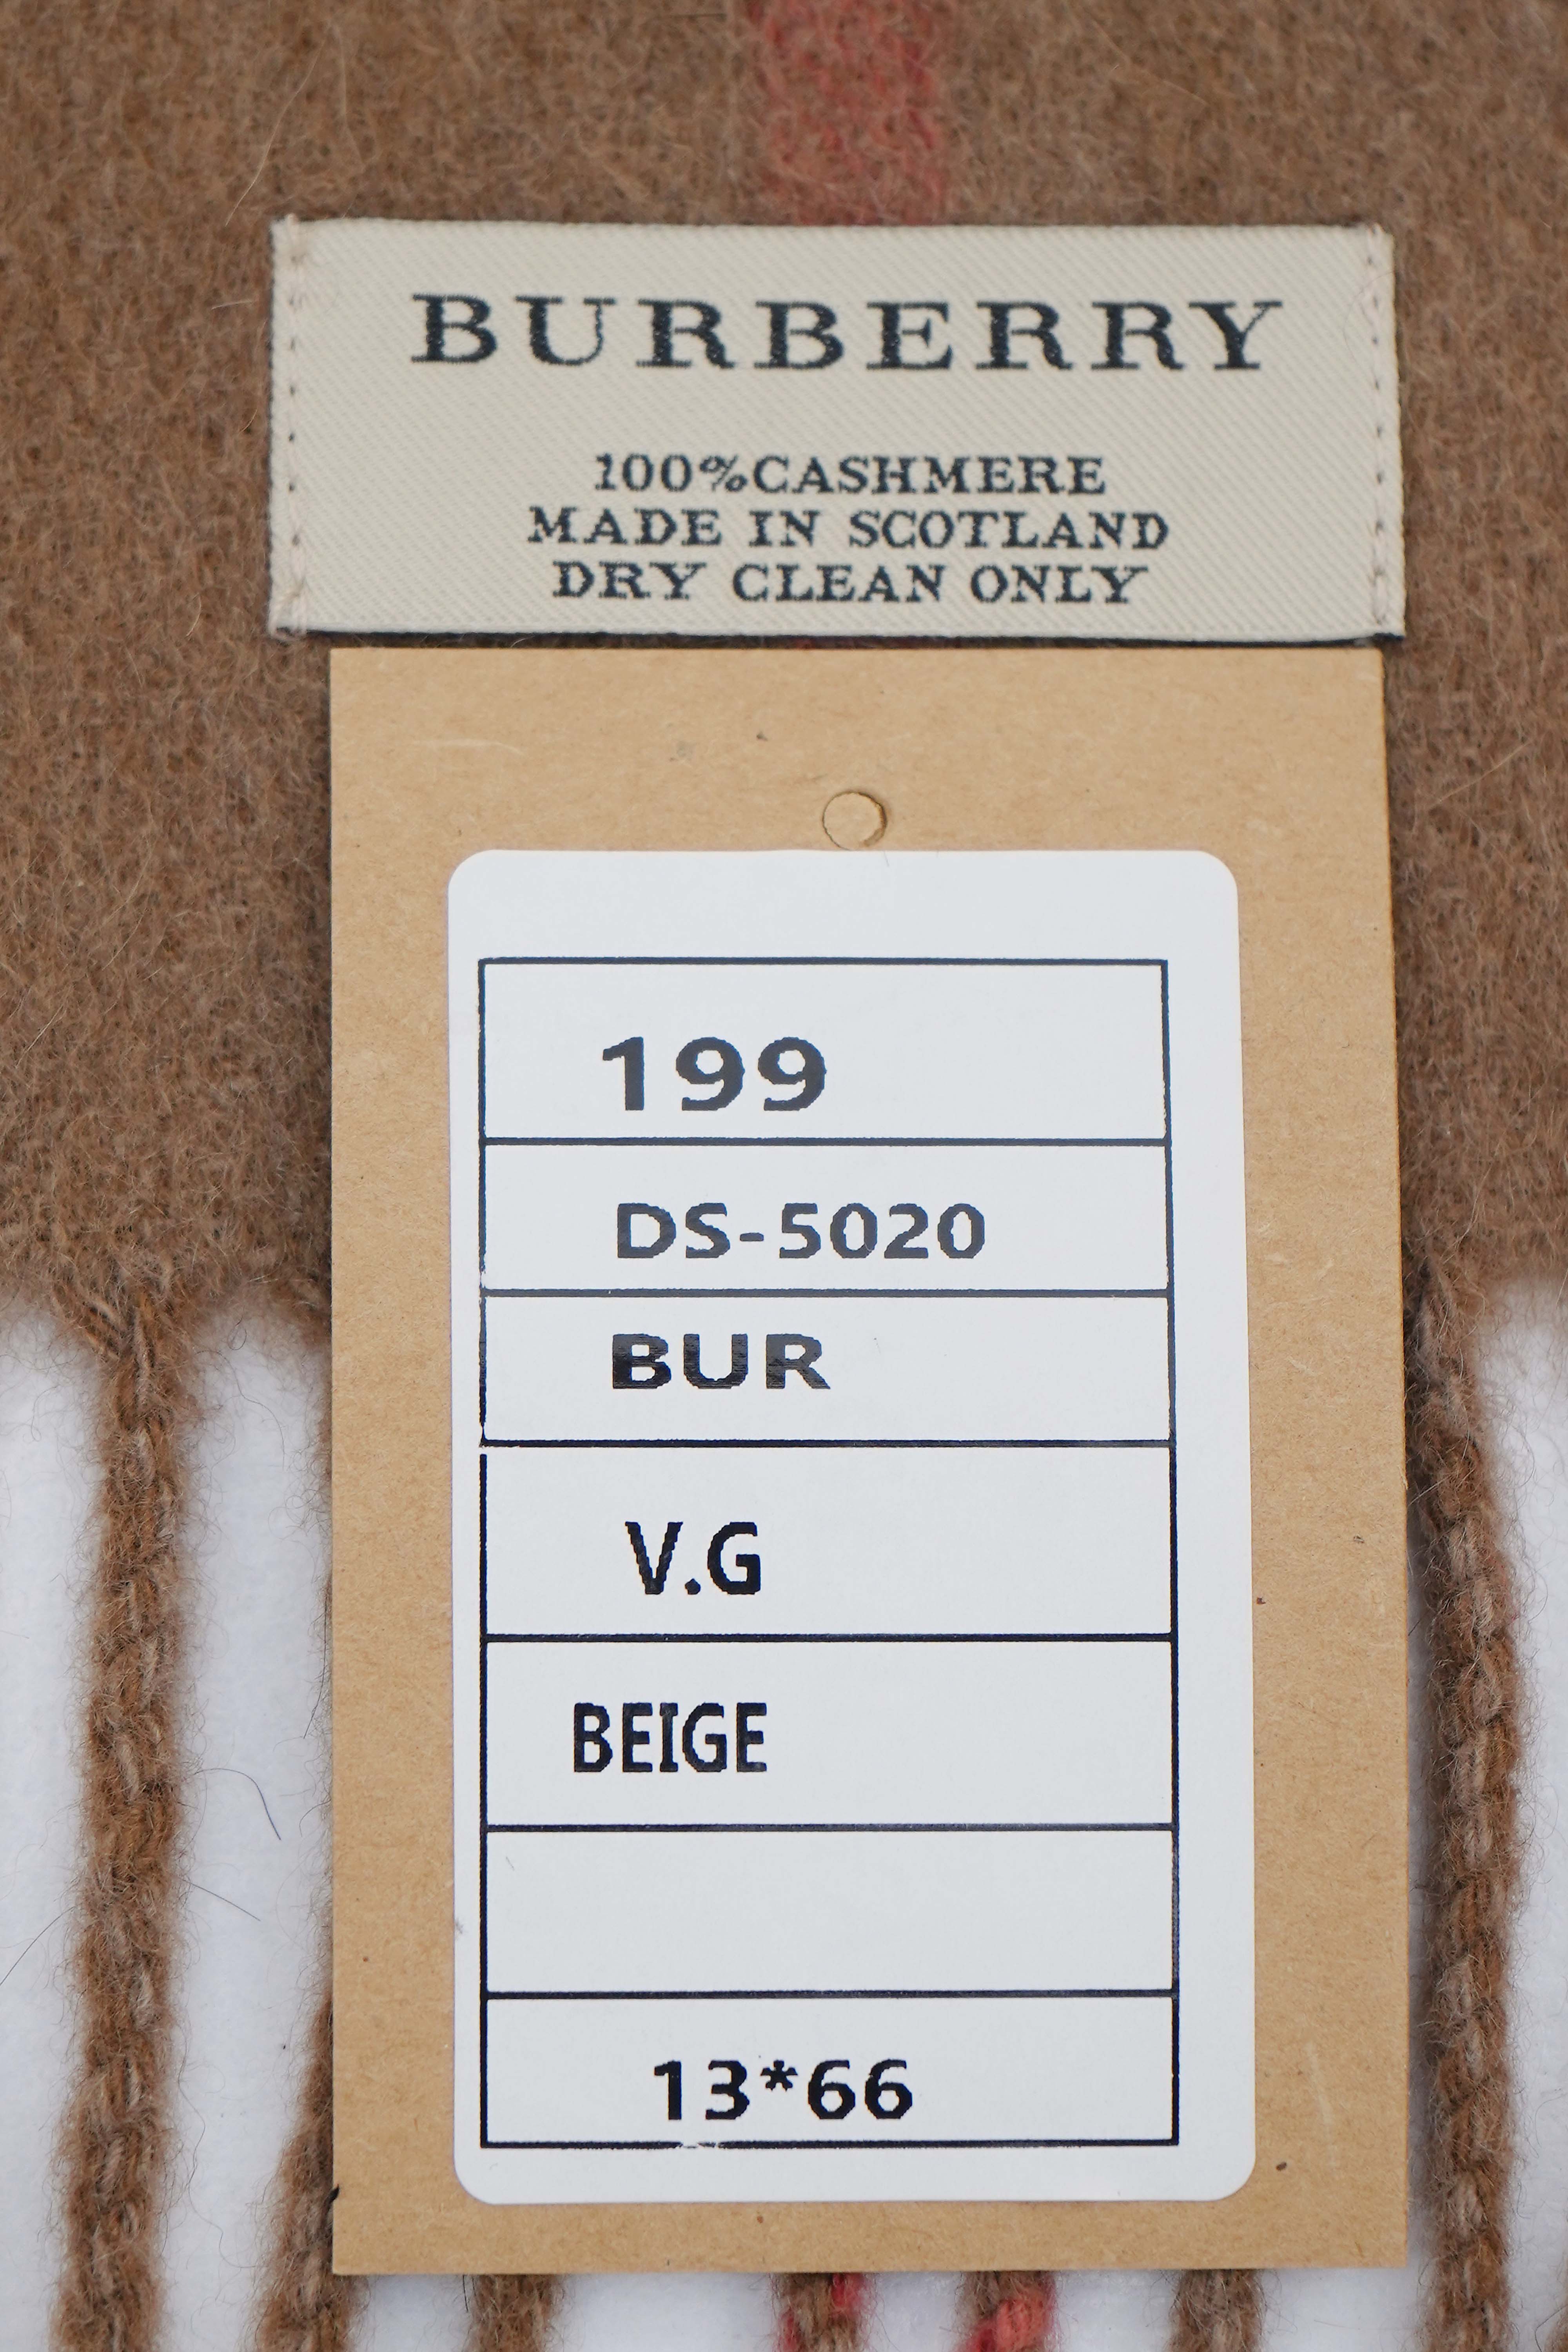 BURBERRY
100%CASHMERE
MADE IN SCOTLAND
DRY CLEAN ONLY
199
DS-5020
BUR
V.G
BEIGE
13*66